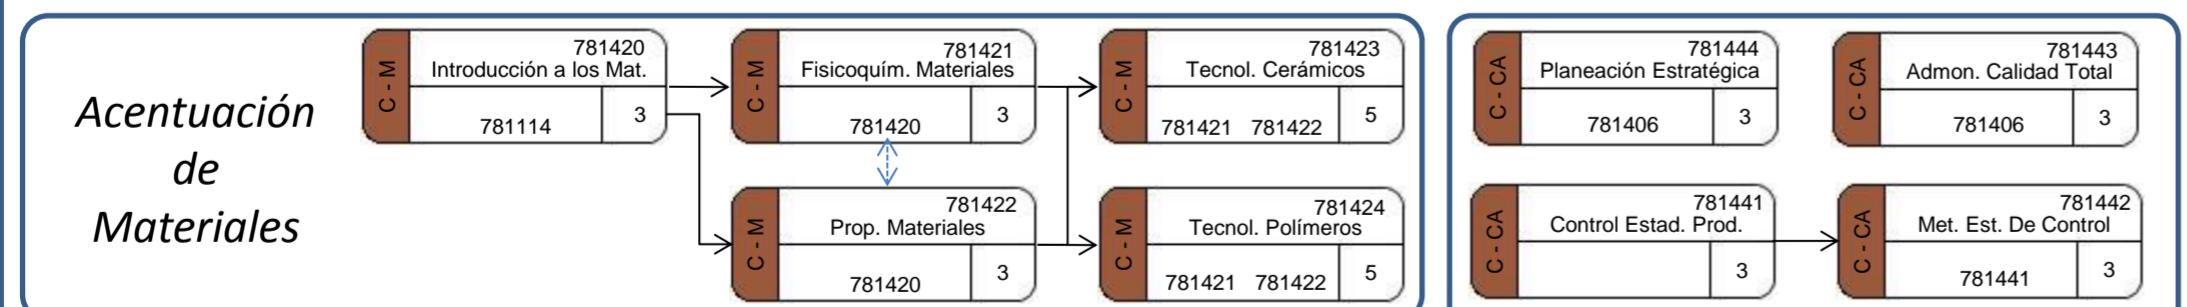 Acentuación
de
Materiales
C - M
781420
Introducción a los Mat.
781114
3
C - M
781421
Fisicoquím. Materiales
781420
3
C - M
781423
Tecnol. Cerámicos
781421 781422
5
C - M
781422
Prop. Materiales
781420
3
C - M
781424
Tecnol. Polímeros
781421 781422
5
C - CA
781444
Planeación Estratégica
781406
3
C - CA
781443
Admon. Calidad Total
781406
3
C - CA
781441
Control Estad. Prod.
3
C - CA
781442
Met. Est. De Control
781441
3